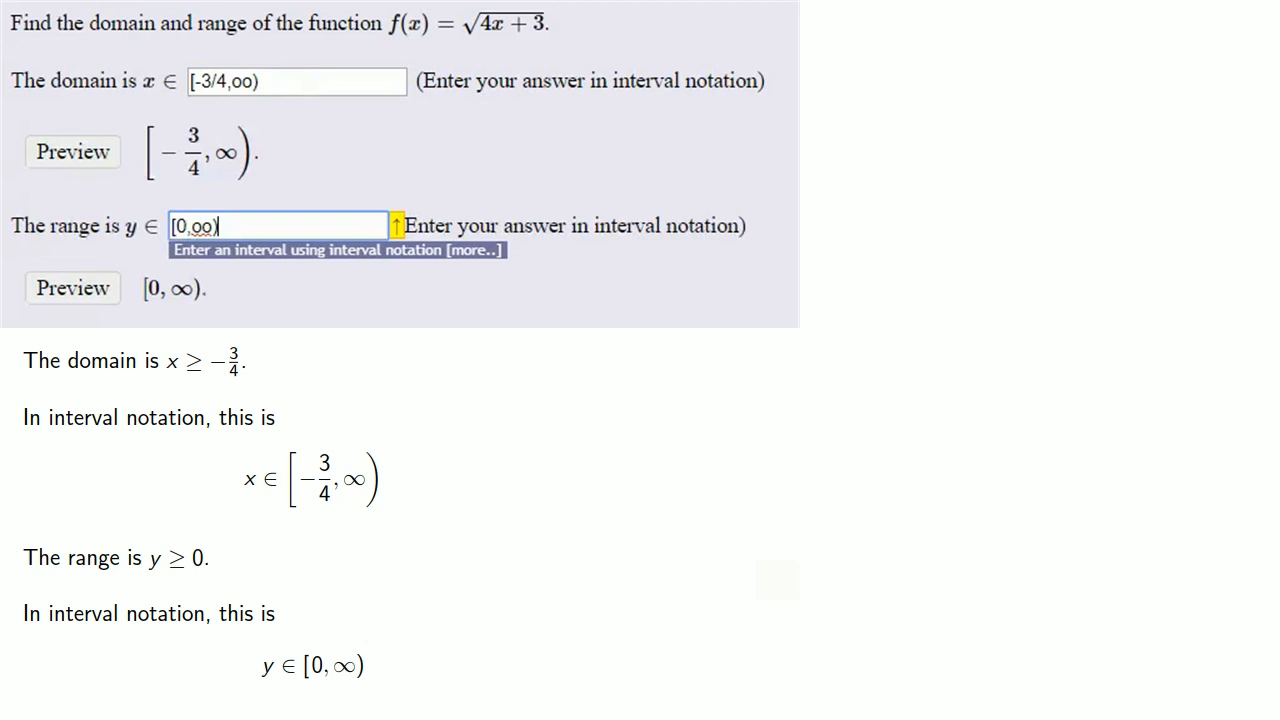 Find the domain and range of the function f(x) = √(4x + 3).
The domain is x ∈ [-3/4,oo) (Enter your answer in interval notation)
Preview [−3/4, ∞).
The range is y ∈ [0,oo) ↑Enter your answer in interval notation)
Enter an interval using interval notation [more..]
Preview [0, ∞).
The domain is x ≥ −3/4.
In interval notation, this is
x ∈ [−3/4, ∞)
The range is y ≥ 0.
In interval notation, this is
y ∈ [0, ∞)